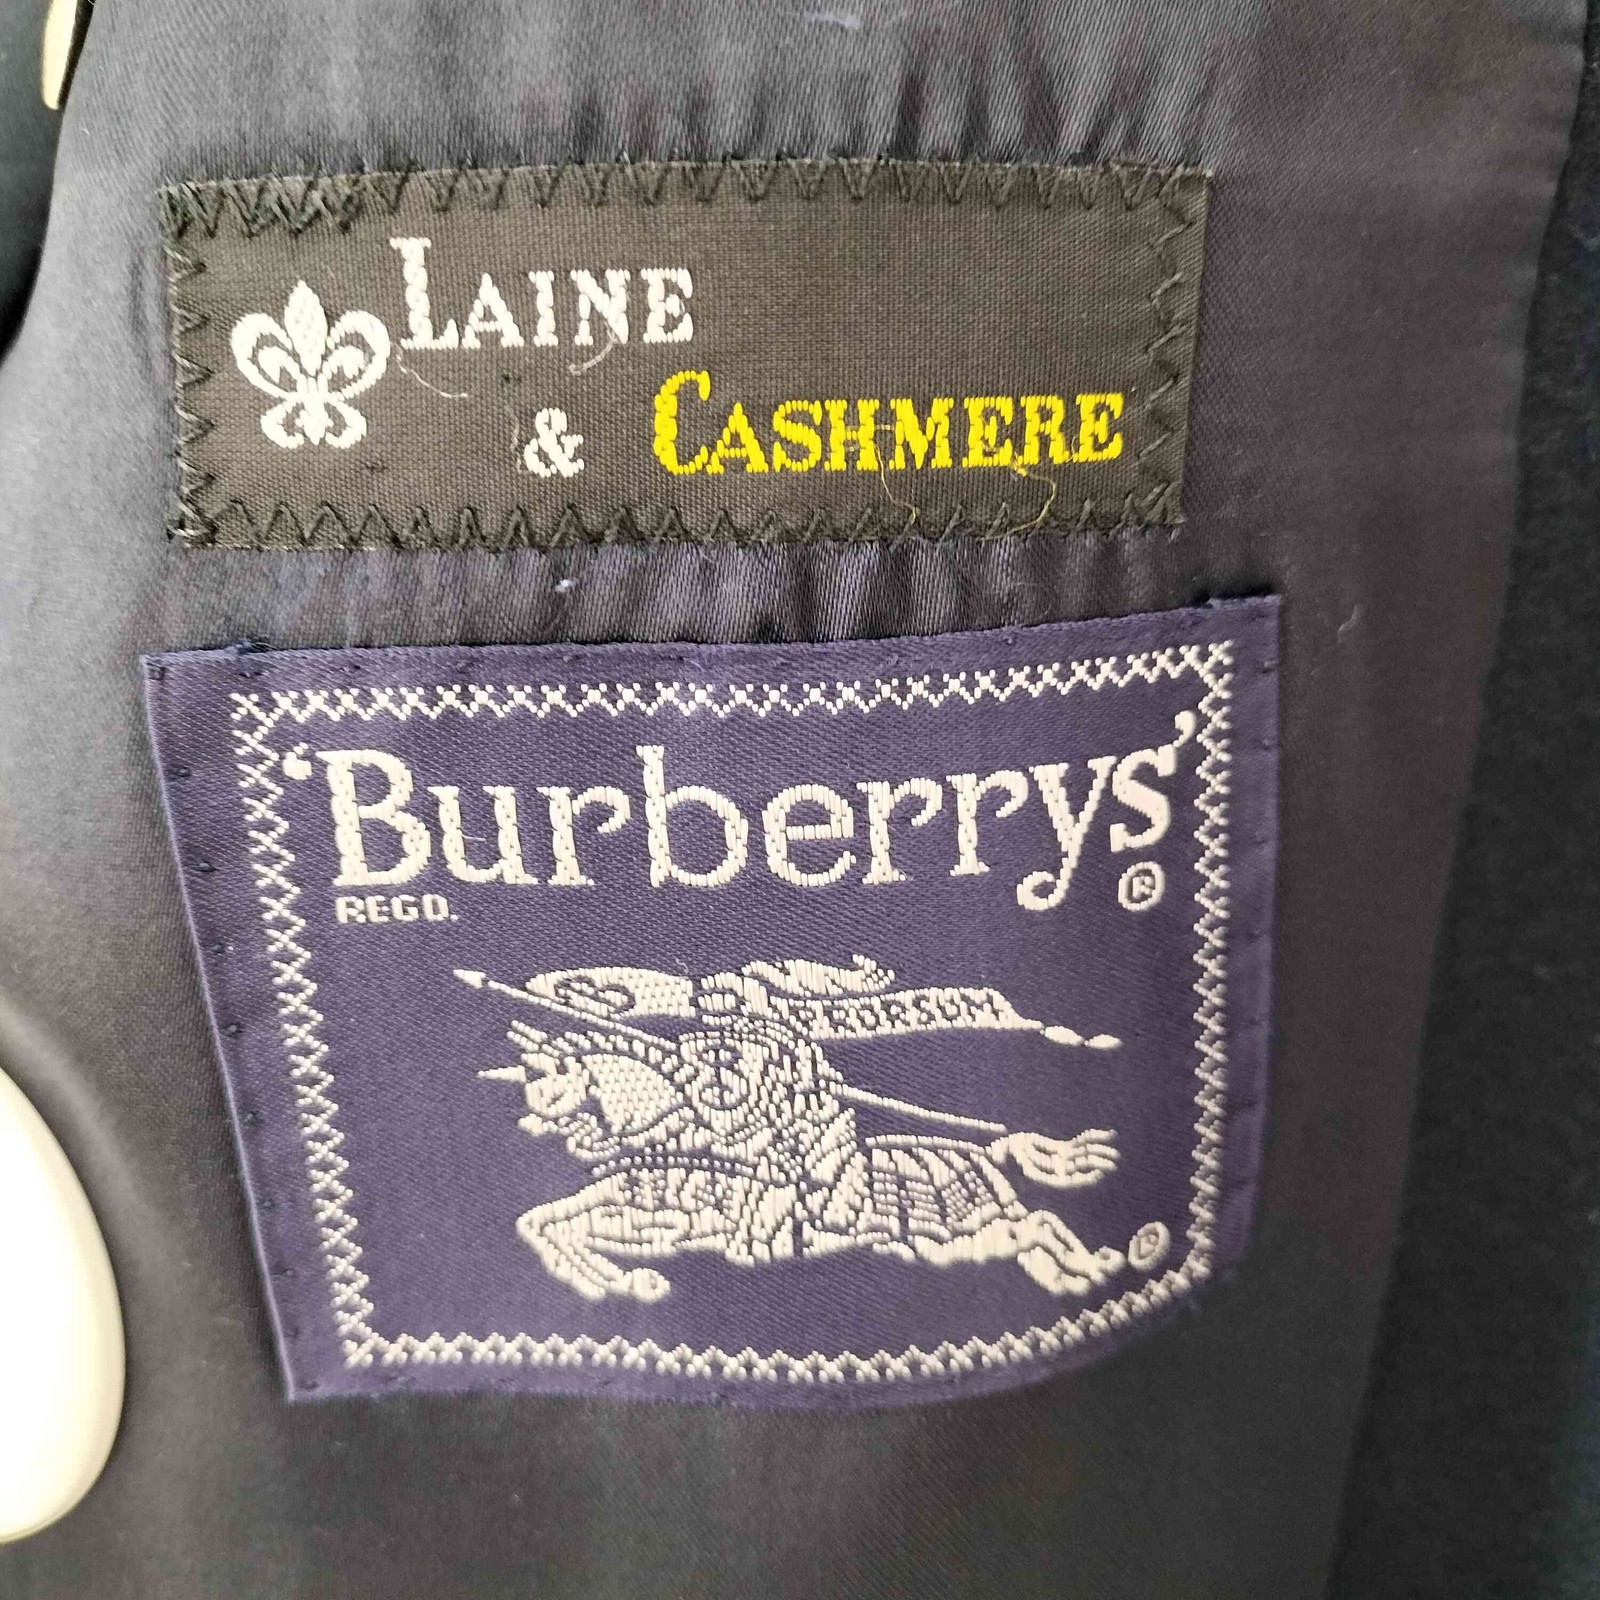 LAINE
& CASHMERE
'Burberrys'
REGD. ®
PRORSUM